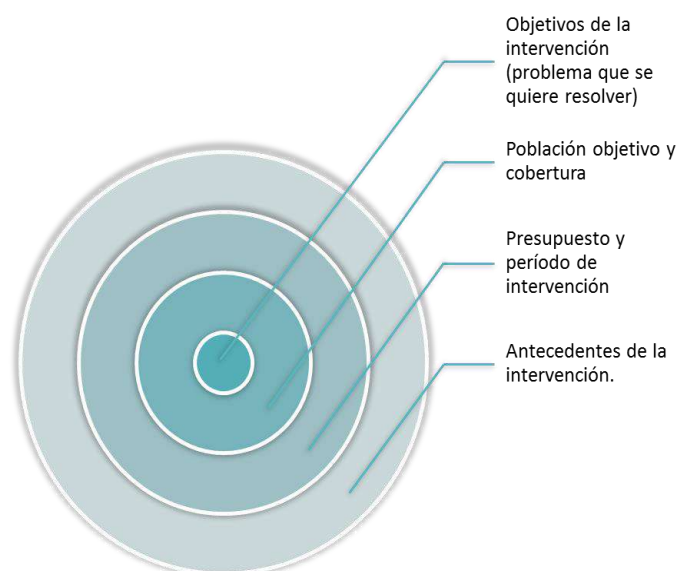 Objetivos de la
intervención
(problema que se
quiere resolver)
Población objetivo y
cobertura
Presupuesto y
período de
intervención
Antecedentes de la
intervención.